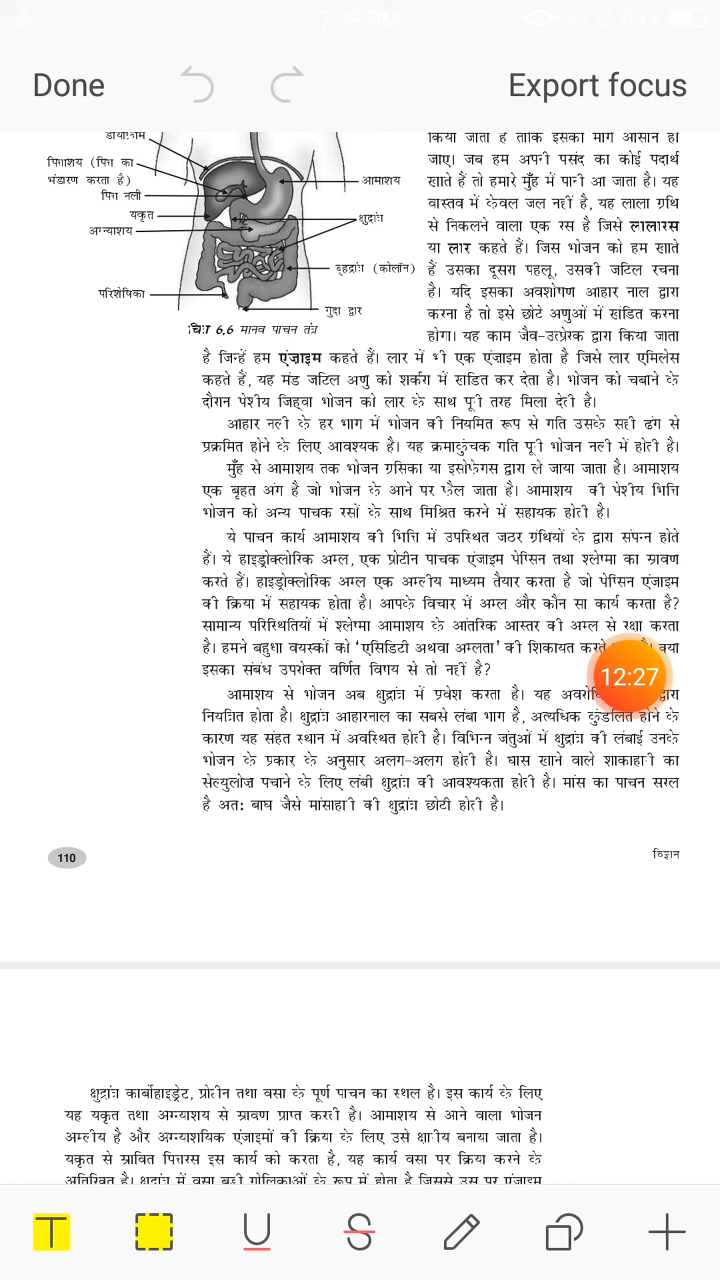 7:39 PM
63%
Done
Export focus
डायाफ्राम
पित्ताशय (पित्त का
भंडारण करता है)
पित्त नली
यकृत
अग्न्याशय
परिशेषिका
आमाशय
क्षुद्रांत्र
बृहद्रांत्र (कोलॉन)
गुदा द्वार
चित्र 6.6 मानव पाचन तंत्र
किया जाता है ताकि इसका मार्ग आसान हो
जाए। जब हम अपनी पसंद का कोई पदार्थ
खाते हैं तो हमारे मुँह में पानी आ जाता है। यह
वास्तव में केवल जल नहीं है, यह लाला ग्रंथि
से निकलने वाला एक रस है जिसे लालारस
या लार कहते हैं। जिस भोजन को हम खाते
हैं उसका दूसरा पहलू, उसकी जटिल रचना
है। यदि इसका अवशोषण आहार नाल द्वारा
करना है तो इसे छोटे अणुओं में खंडित करना
होगा। यह काम जैव-उत्प्रेरक द्वारा किया जाता
है जिन्हें हम एंज़ाइम कहते हैं। लार में भी एक एंजाइम होता है जिसे लार एमिलेस
कहते हैं, यह मंड जटिल अणु को शर्करा में खंडित कर देता है। भोजन को चबाने के
दौरान पेशीय जिह्वा भोजन को लार के साथ पूरी तरह मिला देती है।
आहार नली के हर भाग में भोजन की नियमित रूप से गति उसके सही ढंग से
प्रक्रमित होने के लिए आवश्यक है। यह क्रमाकुंचक गति पूरी भोजन नली में होती है।
मुँह से आमाशय तक भोजन ग्रसिका या इसोफेगस द्वारा ले जाया जाता है। आमाशय
एक बृहत अंग है जो भोजन के आने पर फैल जाता है। आमाशय की पेशीय भित्ति
भोजन को अन्य पाचक रसों के साथ मिश्रित करने में सहायक होती है।
ये पाचन कार्य आमाशय की भित्ति में उपस्थित जठर ग्रंथियों के द्वारा संपन्न होते
हैं। ये हाइड्रोक्लोरिक अम्ल, एक प्रोटीन पाचक एंजाइम पेप्सिन तथा श्लेष्मा का स्रावण
करते हैं। हाइड्रोक्लोरिक अम्ल एक अम्लीय माध्यम तैयार करता है जो पेप्सिन एंजाइम
की क्रिया में सहायक होता है। आपके विचार में अम्ल और कौन सा कार्य करता है?
सामान्य परिस्थितियों में श्लेष्मा आमाशय के आंतरिक आस्तर की अम्ल से रक्षा करता
है। हमने बहुधा वयस्कों को ‘एसिडिटी अथवा अम्लता’ की शिकायत करते है। क्या
इसका संबंध उपरोक्त वर्णित विषय से तो नहीं है?
12:27
आमाशय से भोजन अब क्षुद्रांत्र में प्रवेश करता है। यह द्वारा
नियंत्रित होता है। क्षुद्रांत्र आहारनाल का सबसे लंबा भाग है, अत्यधिक कुंडलित होने के
कारण यह संहत स्थान में अवस्थित होती है। विभिन्न जंतुओं में क्षुद्रांत्र की लंबाई उनके
भोजन के प्रकार के अनुसार अलग-अलग होती है। घास खाने वाले शाकाहारी का
सेल्युलोज़ पचाने के लिए लंबी क्षुद्रांत्र की आवश्यकता होती है। मांस का पाचन सरल
है अत: बाघ जैसे मांसाहारी की क्षुद्रांत्र छोटी होती है।
110
विज्ञान
क्षुद्रांत्र कार्बोहाइड्रेट, प्रोटीन तथा वसा के पूर्ण पाचन का स्थल है। इस कार्य के लिए
यह यकृत तथा अग्न्याशय से स्रावण प्राप्त करती है। आमाशय से आने वाला भोजन
अम्लीय है और अग्न्याशयिक एंजाइमों की क्रिया के लिए उसे क्षारीय बनाया जाता है।
यकृत से स्रावित पित्तरस इस कार्य को करता है, यह कार्य वसा पर क्रिया करने के
अतिरिक्त है। क्षुद्रांत्र में वसा बड़ी गोलिकाओं के रूप में होता है जिससे उस पर एंजाइम